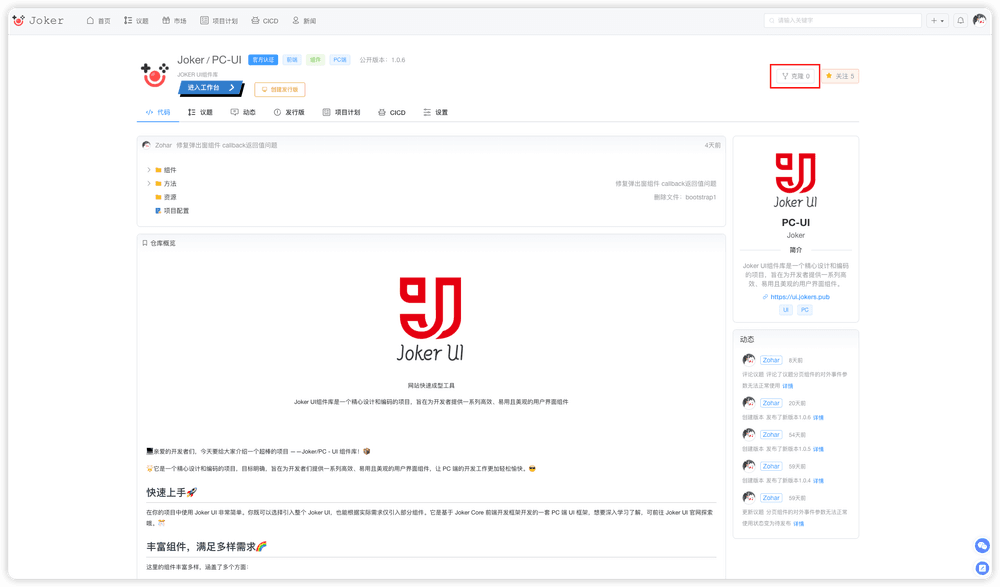 Joker 首页 议题 市场 项目计划 CICD 新闻 请输入关键字
Joker / PC-UI 官方认证 前端 组件 PC端 公开版本：1.0.6
JOKER UI组件库
进入工作台 创建发行版
克隆 0 关注 5
代码 议题 动态 发行版 项目计划 CICD 设置
Zohar 修复弹出层组件 callback返回值问题 4天前
组件
方法 修复弹出层组件 callback返回值问题
资源 删除文件：bootstrap1
项目配置
仓库概览
Joker UI
网站快速成型工具
Joker UI组件库是一个精心设计和编码的项目，旨在为开发者提供一系列高效、易用且美观的用户界面组件
💻亲爱的开发者们，今天要给大家介绍一个超棒的项目 ——Joker/PC - UI 组件库！📦
🌟它是一个精心设计和编码的项目，目标明确，旨在为开发者们提供一系列高效、易用且美观的用户界面组件，让 PC 端的开发工作更加轻松愉快。😎
快速上手🚀
在你的项目中使用 Joker UI 非常简单。你既可以选择引入整个 Joker UI，也能根据实际需求仅引入部分组件。它是基于 Joker Core 前端开发框架开发的一套 PC 端 UI 框架，想要深入学习了解，可前往 Joker UI 官网探索
哦。🎊
丰富组件，满足多样需求🌈
这里的组件丰富多样，涵盖了多个方面：
Joker UI
PC-UI
Joker
简介
Joker UI组件库是一个精心设计和编码
的项目，旨在为开发者提供一系列高
效、易用且美观的用户界面组件。
https://ui.jokers.pub
UI PC
动态
Zohar 8天前
评论议题 评论了议题分页组件的对外事件参
数无法正常使用 详情
Zohar 20天前
创建版本 发布了新版本1.0.6 详情
Zohar 54天前
创建版本 发布了新版本1.0.5 详情
Zohar 59天前
创建版本 发布了新版本1.0.4 详情
Zohar 59天前
更新议题 分页组件的对外事件参数无法正常
使用状态变为待发布 详情